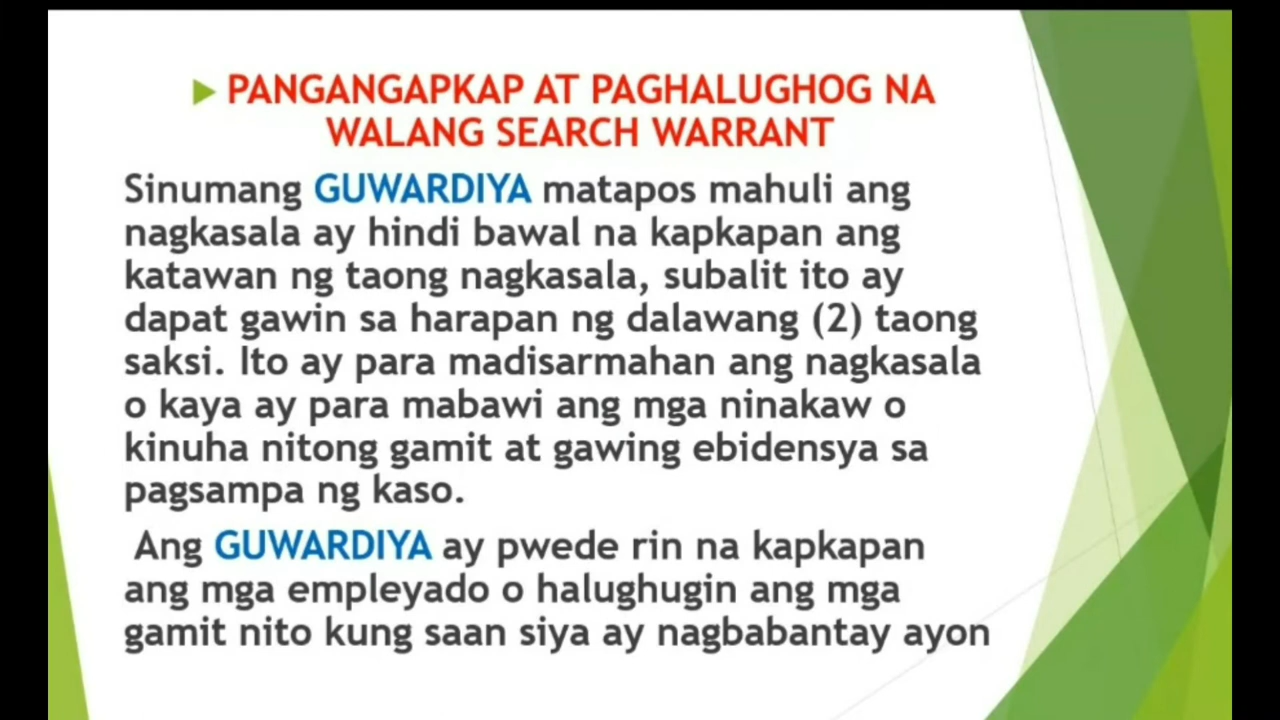 PANGANGAPKAP AT PAGHALUGHOG NA
WALANG SEARCH WARRANT
Sinumang GUWARDIYA matapos mahuli ang
nagkasala ay hindi bawal na kapkapan ang
katawan ng taong nagkasala, subalit ito ay
dapat gawin sa harapan ng dalawang (2) taong
saksi. Ito ay para madisarmahan ang nagkasala
o kaya ay para mabawi ang mga ninakaw o
kinuha nitong gamit at gawing ebidensya sa
pagsampa ng kaso.
Ang GUWARDIYA ay pwede rin na kapkapan
ang mga empleyado o halughugin ang mga
gamit nito kung saan siya ay nagbabantay ayon